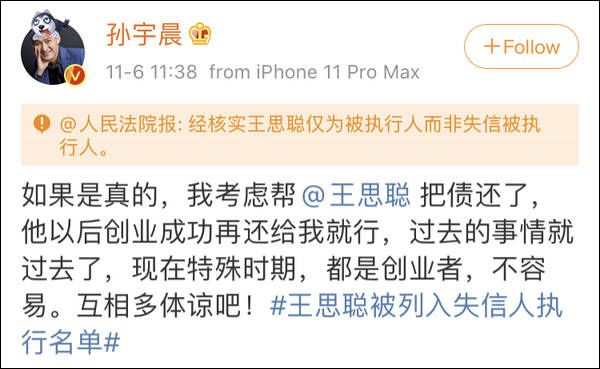 孙宇晨
+Follow
11-6 11:38 from iPhone 11 Pro Max
@人民法院报: 经核实王思聪仅为被执行人而非失信被执
行人。
如果是真的，我考虑帮 @王思聪 把债还了，
他以后创业成功再还给我就行，过去的事情就
过去了，现在特殊时期，都是创业者，不容
易。互相多体谅吧！#王思聪被列入失信人执
行名单#